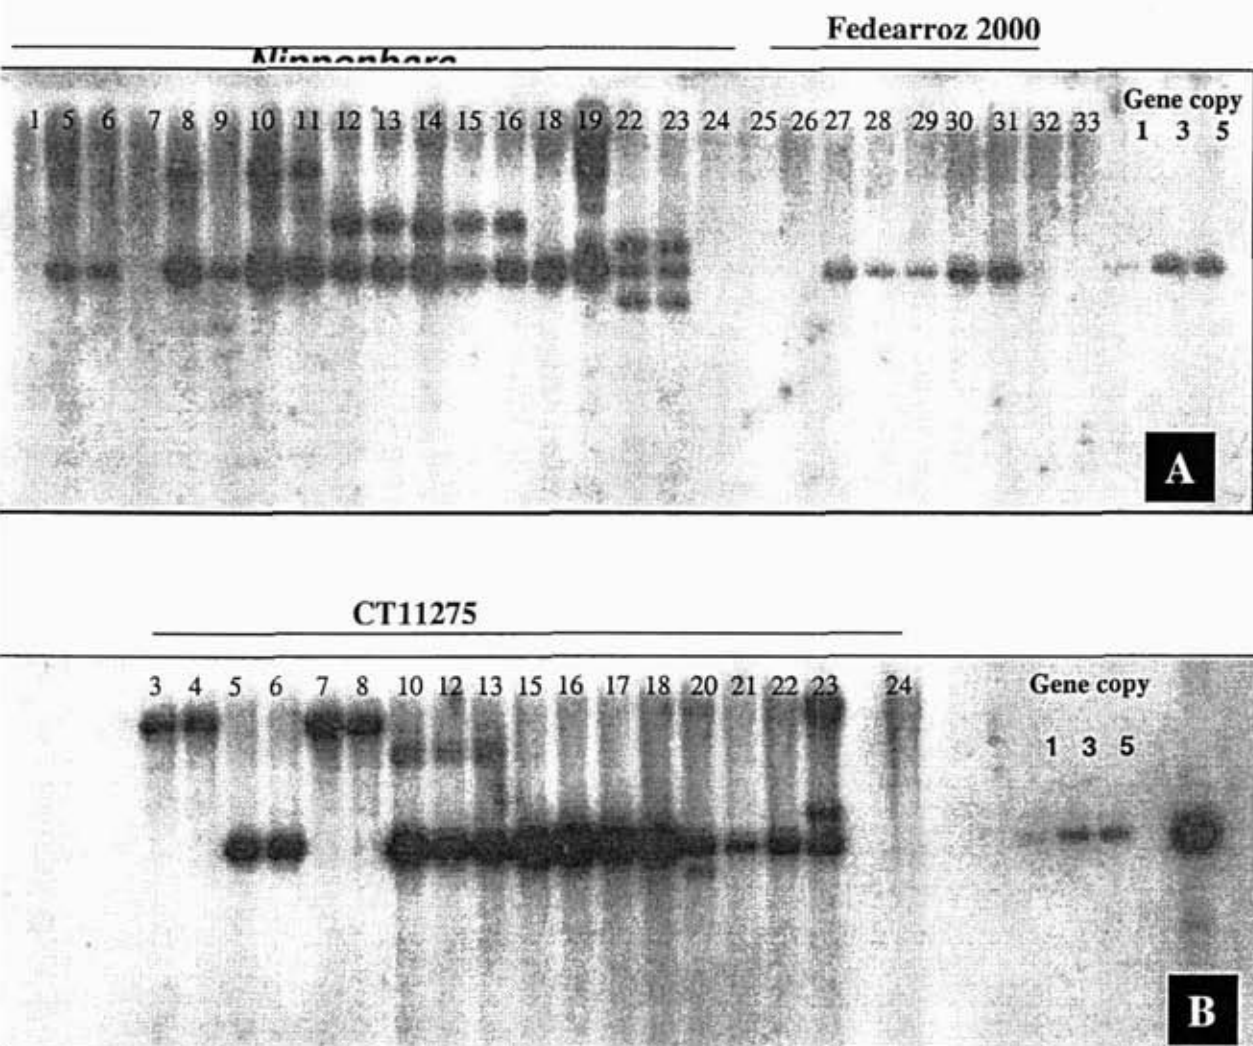 Fedearroz 2000
Gene copy
1 5 6 7 8 9 10 11 12 13 14 15 16 18 19 22 23 24 25 26 27 28 29 30 31 32 33 1 3 5
A
CT11275
3 4 5 6 7 8 10 12 13 15 16 17 18 20 21 22 23 24 Gene copy
1 3 5
B